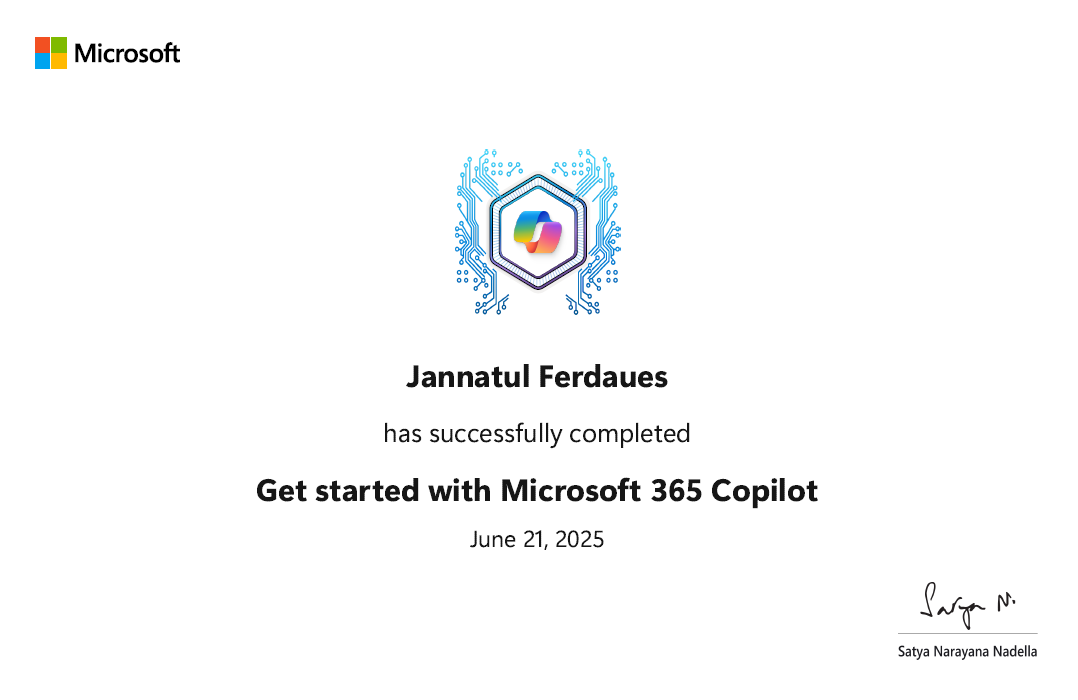 Microsoft
Jannatul Ferdaues
has successfully completed
Get started with Microsoft 365 Copilot
June 21, 2025
Satya N.
Satya Narayana Nadella